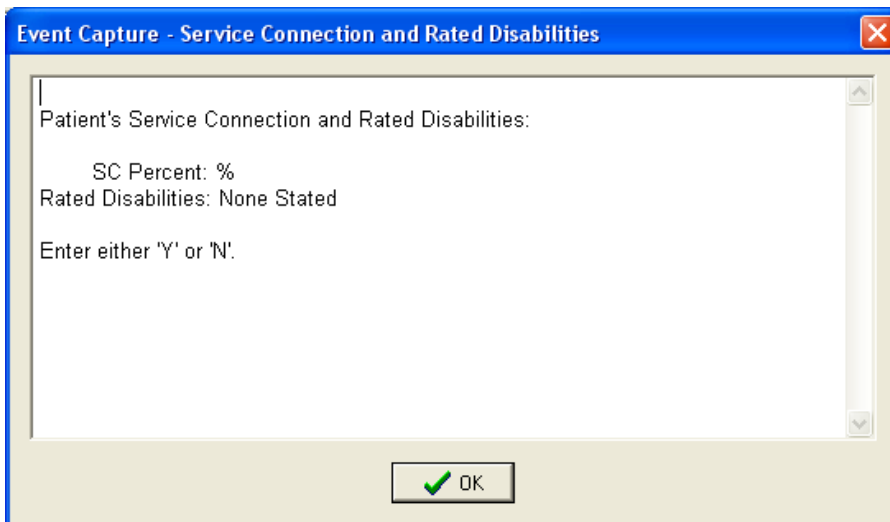 Event Capture - Service Connection and Rated Disabilities
Patient's Service Connection and Rated Disabilities:
SC Percent: %
Rated Disabilities: None Stated
Enter either 'Y' or 'N'.
OK